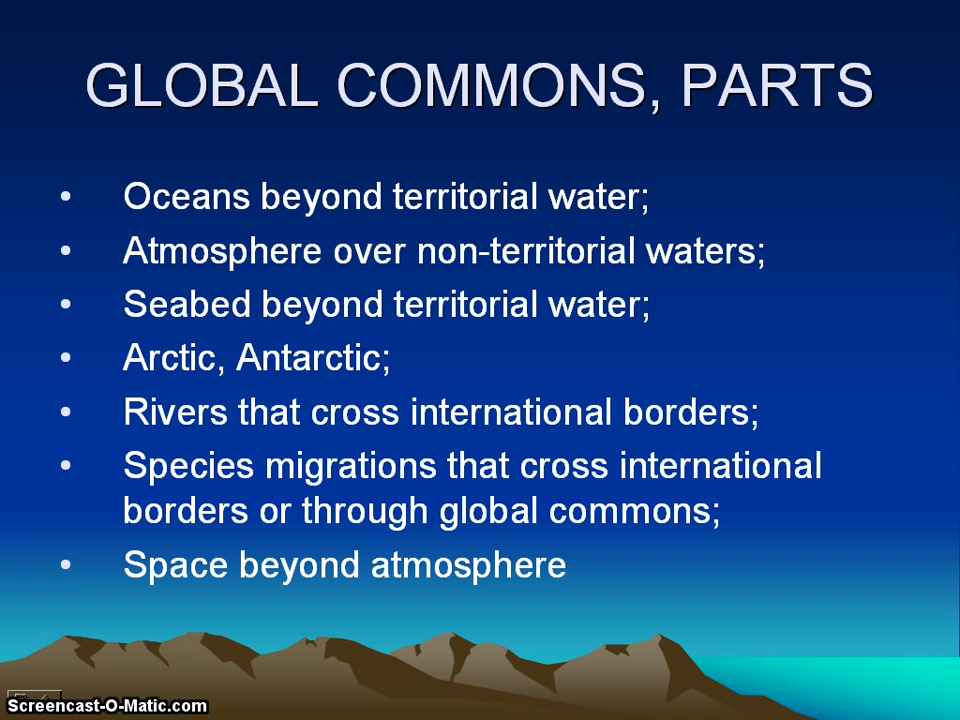 GLOBAL COMMONS, PARTS
• Oceans beyond territorial water;
• Atmosphere over non-territorial waters;
• Seabed beyond territorial water;
• Arctic, Antarctic;
• Rivers that cross international borders;
• Species migrations that cross international
borders or through global commons;
• Space beyond atmosphere
Screencast-O-Matic.com